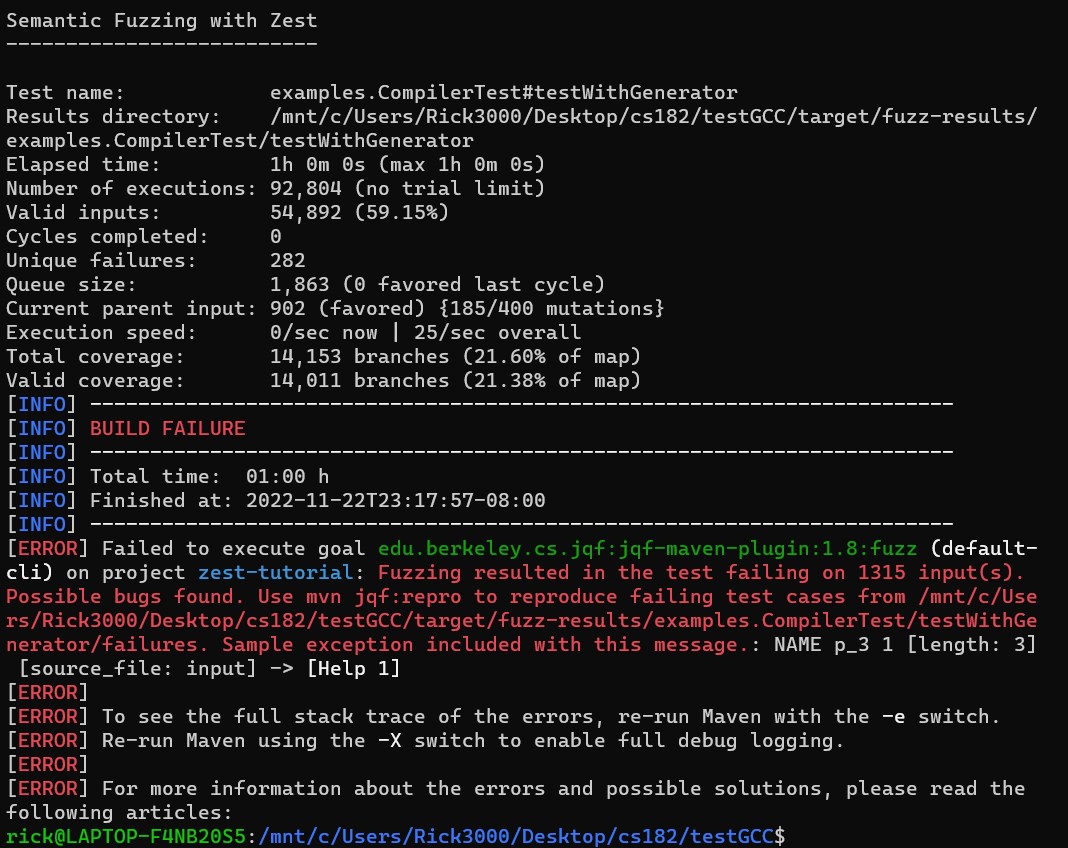 Semantic Fuzzing with Zest
--------------------------
Test name:            examples.CompilerTest#testWithGenerator
Results directory:    /mnt/c/Users/Rick3000/Desktop/cs182/testGCC/target/fuzz-results/
examples.CompilerTest/testWithGenerator
Elapsed time:         1h 0m 0s (max 1h 0m 0s)
Number of executions: 92,804 (no trial limit)
Valid inputs:         54,892 (59.15%)
Cycles completed:     0
Unique failures:      282
Queue size:           1,863 (0 favored last cycle)
Current parent input: 902 (favored) {185/400 mutations}
Execution speed:      0/sec now | 25/sec overall
Total coverage:       14,153 branches (21.60% of map)
Valid coverage:       14,011 branches (21.38% of map)
[INFO] ------------------------------------------------------------------------
[INFO] BUILD FAILURE
[INFO] ------------------------------------------------------------------------
[INFO] Total time:  01:00 h
[INFO] Finished at: 2022-11-22T23:17:57-08:00
[INFO] ------------------------------------------------------------------------
[ERROR] Failed to execute goal edu.berkeley.cs.jqf:jqf-maven-plugin:1.8:fuzz (default-
cli) on project zest-tutorial: Fuzzing resulted in the test failing on 1315 input(s).
Possible bugs found. Use mvn jqf:repro to reproduce failing test cases from /mnt/c/Use
rs/Rick3000/Desktop/cs182/testGCC/target/fuzz-results/examples.CompilerTest/testWithGe
nerator/failures. Sample exception included with this message.: NAME p_3 1 [length: 3]
 [source_file: input] -> [Help 1]
[ERROR]
[ERROR] To see the full stack trace of the errors, re-run Maven with the -e switch.
[ERROR] Re-run Maven using the -X switch to enable full debug logging.
[ERROR]
[ERROR] For more information about the errors and possible solutions, please read the
following articles:
rick@LAPTOP-F4NB20S5:/mnt/c/Users/Rick3000/Desktop/cs182/testGCC$